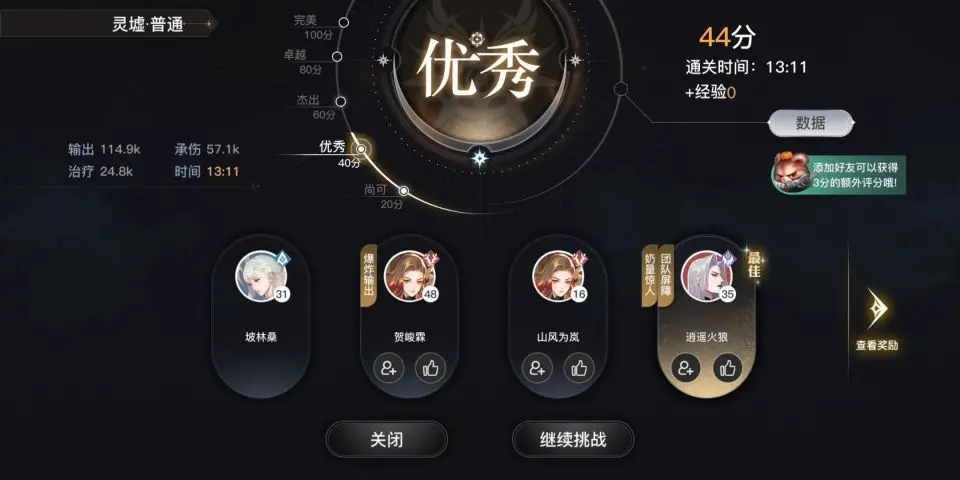 灵墟·普通
完美
100分
卓越
80分
杰出
60分
优秀
40分
尚可
20分
优秀
44分
通关时间：13:11
+经验0
数据
添加好友可以获得
3分的额外评分哦!
输出 114.9k 承伤 57.1k
治疗 24.8k 时间 13:11
31
坡林桑
爆炸输出
48
贺峻霖
16
山风为岚
奶量惊人
团队屏障
35
最佳
逍遥火狼
查看奖励
关闭
继续挑战